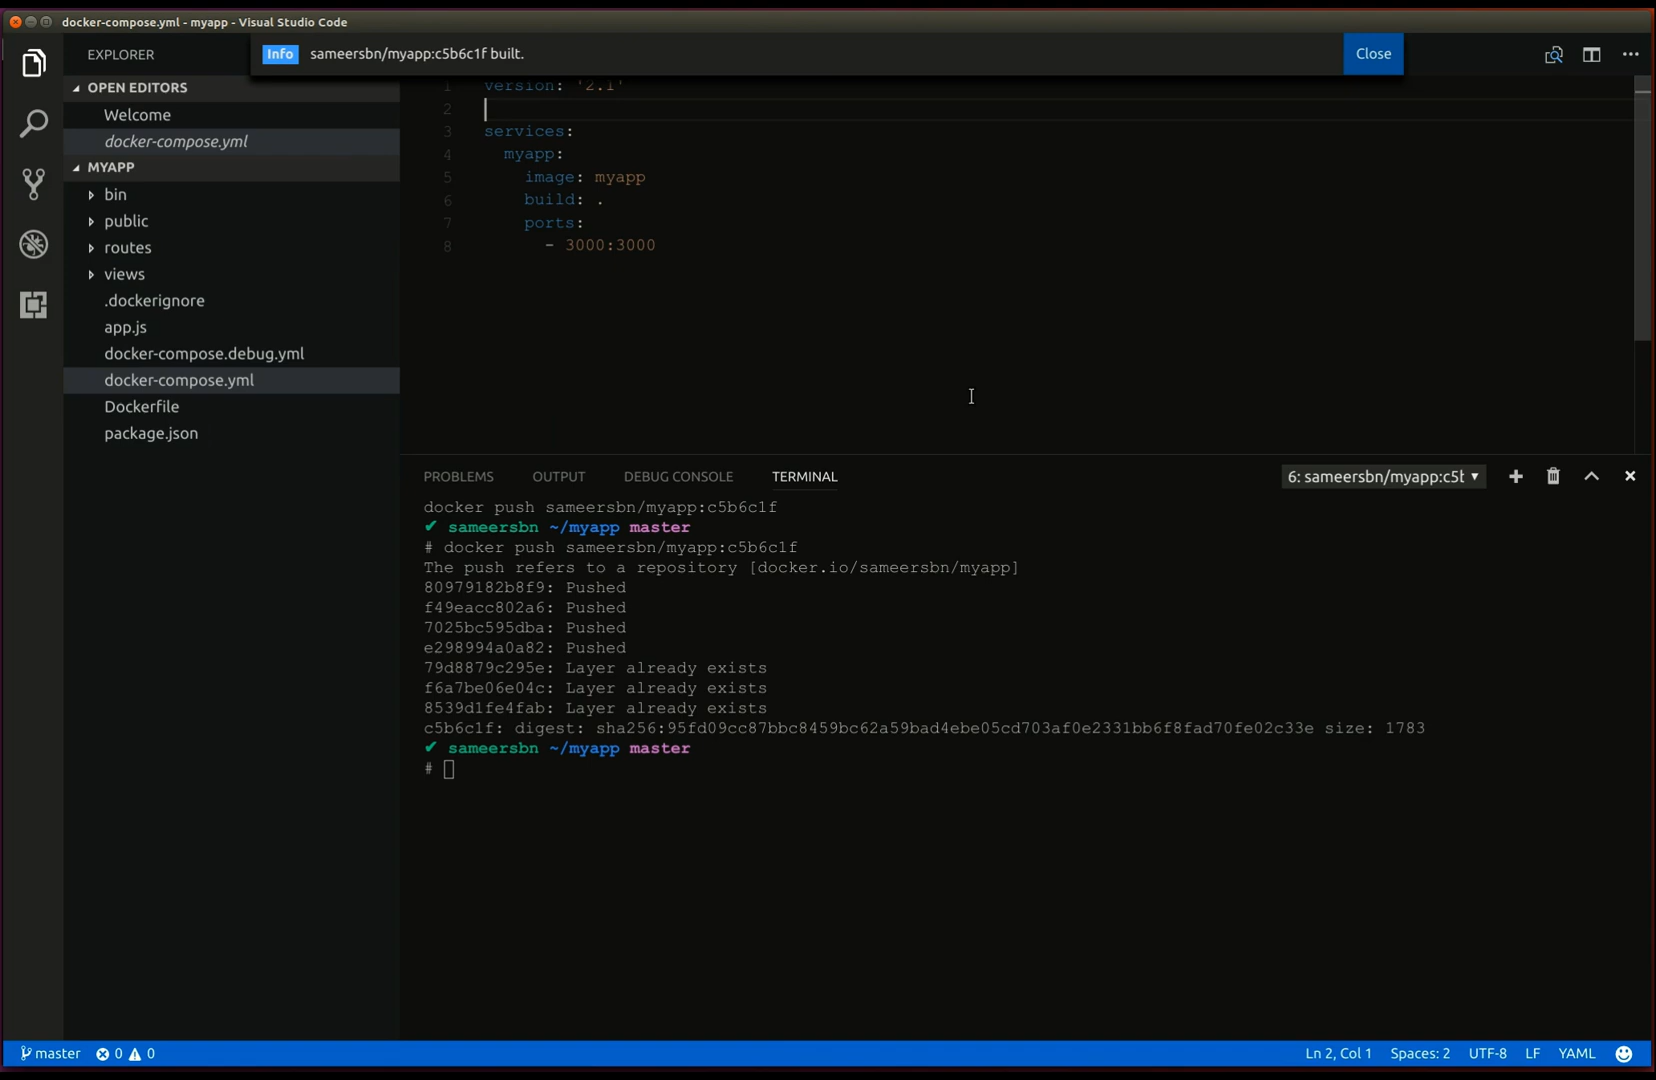 docker-compose.yml - myapp - Visual Studio Code
EXPLORER
Info sameersbn/myapp:c5b6c1f built.
Close
OPEN EDITORS
Welcome
docker-compose.yml
MYAPP
bin
public
routes
views
.dockerignore
app.js
docker-compose.debug.yml
docker-compose.yml
Dockerfile
package.json
1 version: '2.1'
2
3 services:
4 myapp:
5 image: myapp
6 build: .
7 ports:
8 - 3000:3000
PROBLEMS OUTPUT DEBUG CONSOLE TERMINAL 6: sameersbn/myapp:c5b
docker push sameersbn/myapp:c5b6c1f
✔ sameersbn ~/myapp master
# docker push sameersbn/myapp:c5b6c1f
The push refers to a repository [docker.io/sameersbn/myapp]
80979182b8f9: Pushed
f49eacc802a6: Pushed
7025bc595dba: Pushed
e298994a0a82: Pushed
79d8879c295e: Layer already exists
f6a7be06e04c: Layer already exists
8539d1fe4fab: Layer already exists
c5b6c1f: digest: sha256:95fd09cc87bbc8459bc62a59bad4ebe05cd703af0e2331bb6f8fad70fe02c33e size: 1783
✔ sameersbn ~/myapp master
#
master 0 0 Ln 2, Col 1 Spaces: 2 UTF-8 LF YAML